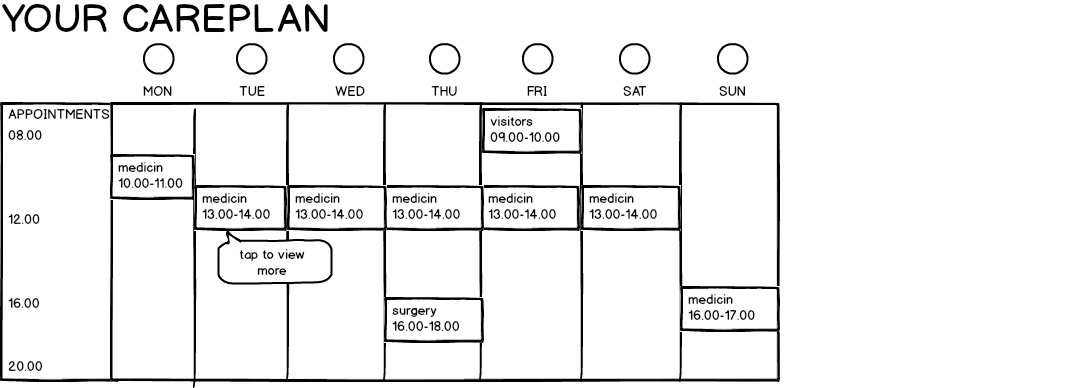 YOUR CAREPLAN
MON TUE WED THU FRI SAT SUN
APPOINTMENTS
08.00
visitors
09.00-10.00
medicin
10.00-11.00
medicin
13.00-14.00
medicin
13.00-14.00
medicin
13.00-14.00
medicin
13.00-14.00
medicin
13.00-14.00
12.00
tap to view
more
16.00
medicin
16.00-17.00
surgery
16.00-18.00
20.00